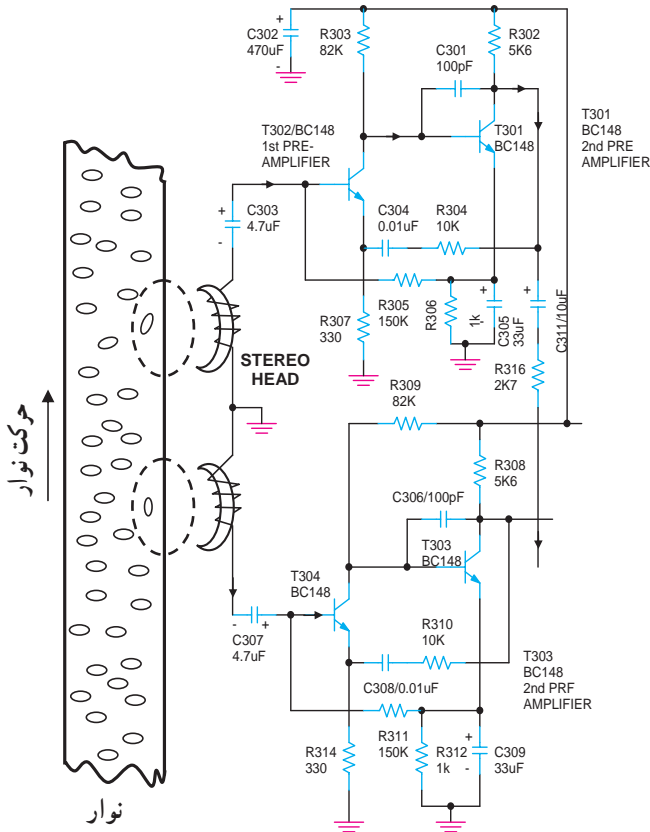 C302
470uF
+
-
R303
82K
C301
100pF
R302
5K6
T302/BC148
1st PRE-
AMPLIFIER
T301
BC148
T301
BC148
2nd PRE
AMPLIFIER
+
-
C303
4.7uF
C304
0.01uF
R304
10K
R305
150K
R306
1k
+
-
C305
33uF
+
C311/10uF
R307
330
R316
2K7
STEREO
HEAD
R309
82K
حرکت نوار
R308
5K6
C306/100pF
T303
BC148
T304
BC148
- +
C307
4.7uF
R310
10K
T303
BC148
2nd PRF
AMPLIFIER
C308/0.01uF
R311
150K
R312
1k
+
-
C309
33uF
R314
330
نوار